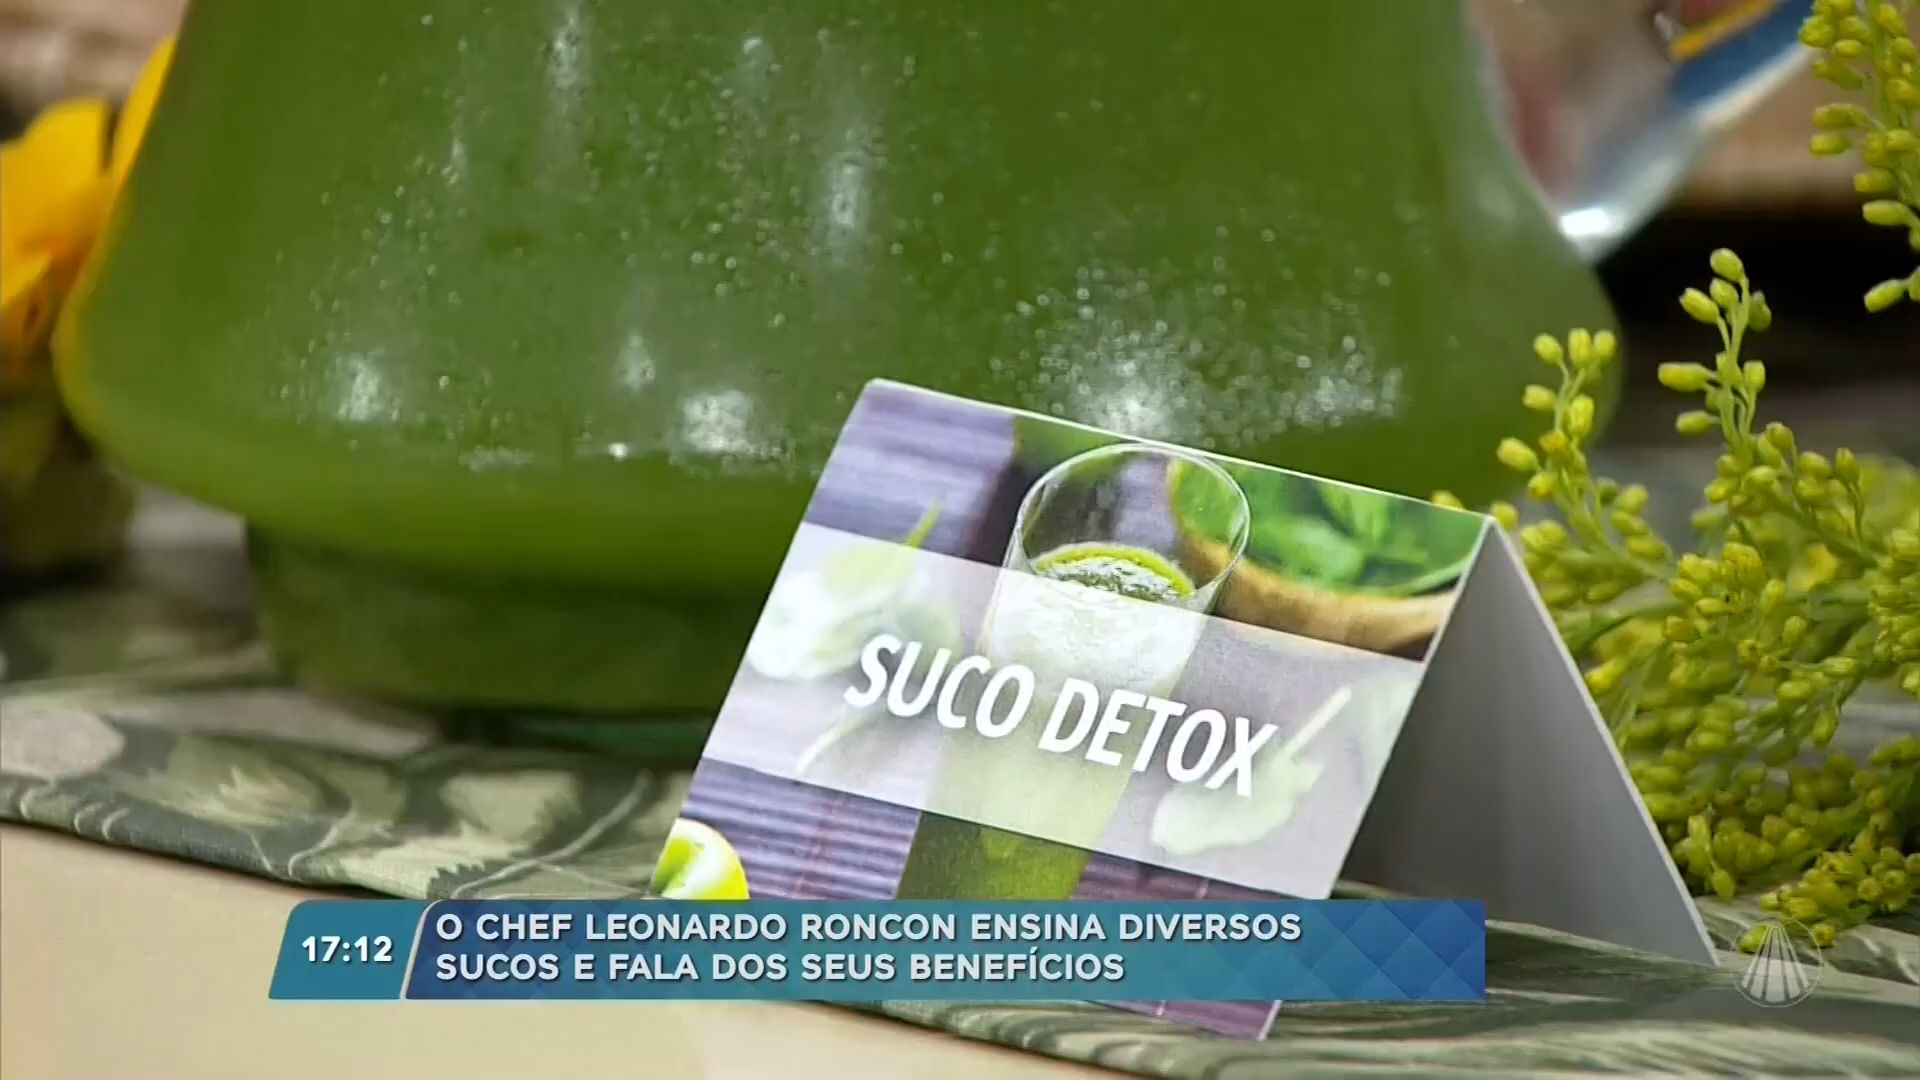 SUCO DETOX
17:12
O CHEF LEONARDO RONCON ENSINA DIVERSOS
SUCOS E FALA DOS SEUS BENEFÍCIOS